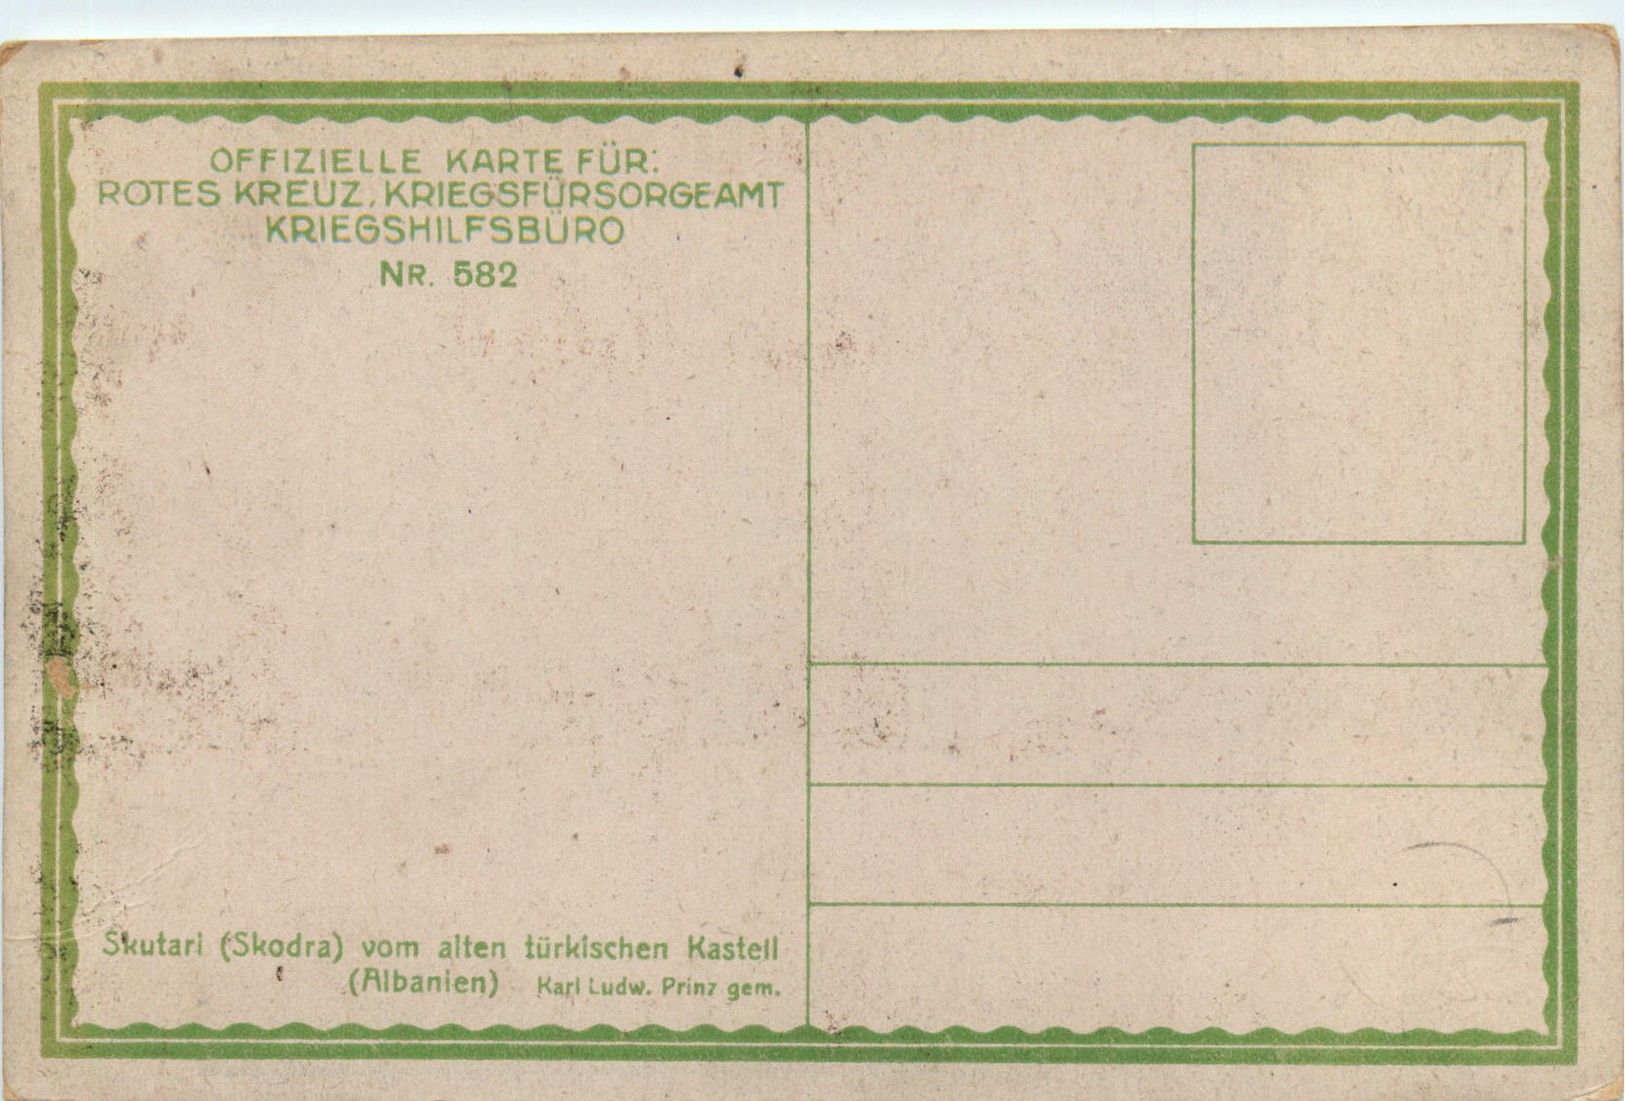 OFFIZIELLE KARTE FÜR:
ROTES KREUZ, KRIEGSFÜRSORGEAMT
KRIEGSHILFSBÜRO
NR. 582
Skutari (Skodra) vom alten türkischen Kastell
(Albanien) Karl Ludw. Prinz gem.